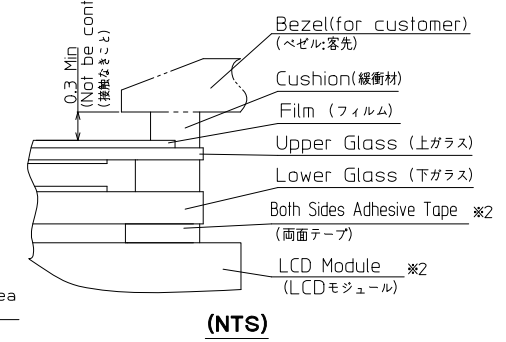 0.3 Min
(Not be cont
(接触なきこと)
Bezel(for customer)
(ベゼル:客先)
Cushion(緩衝材)
Film (フィルム)
Upper Glass (上ガラス)
Lower Glass (下ガラス)
Both Sides Adhesive Tape ※2
(両面テープ)
LCD Module ※2
(LCDモジュール)
ea
(NTS)